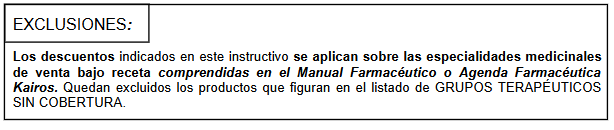 EXCLUSIONES:
Los descuentos indicados en este instructivo se aplican sobre las especialidades medicinales
de venta bajo receta comprendidas en el Manual Farmacéutico o Agenda Farmacéutica
Kairos. Quedan excluidos los productos que figuran en el listado de GRUPOS TERAPÉUTICOS
SIN COBERTURA.